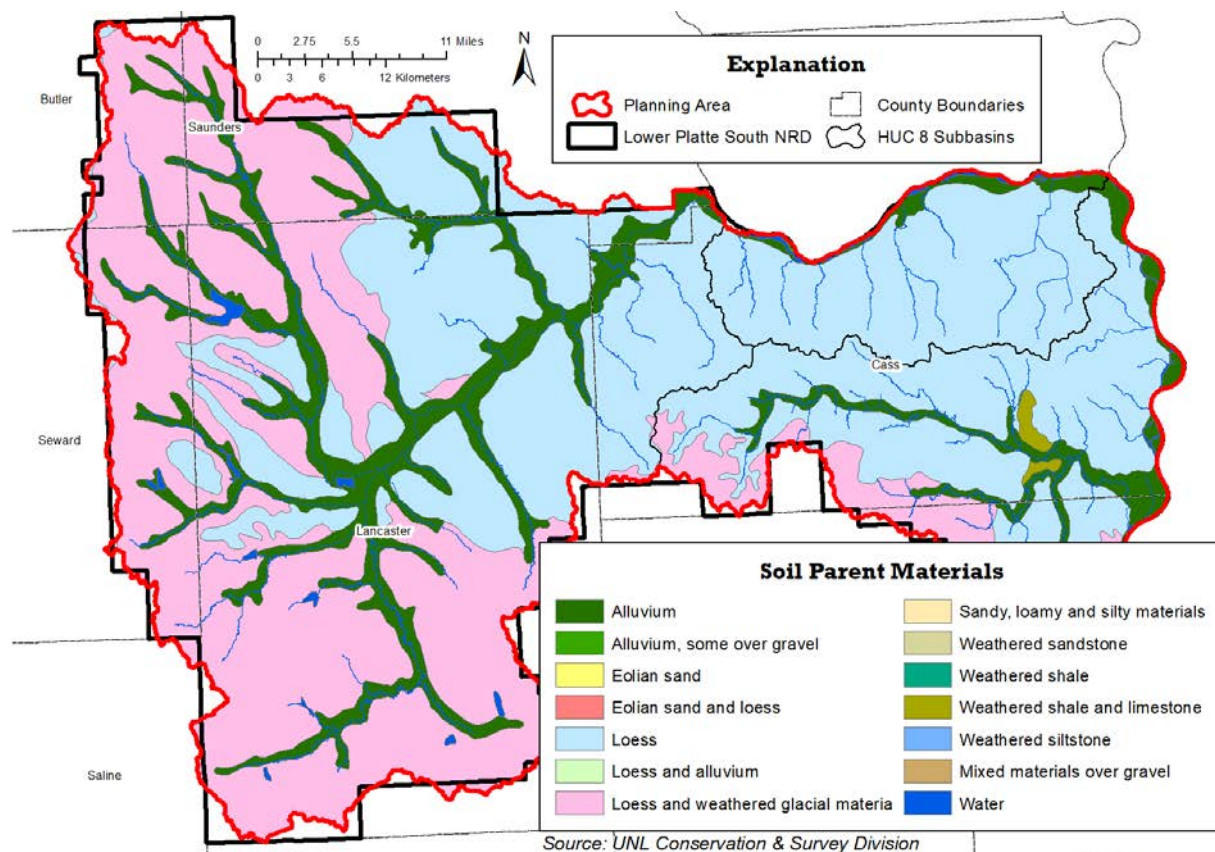 0 2.75 5.5 11 Miles
0 3 6 12 Kilometers
N
Explanation
Planning Area
County Boundaries
Lower Platte South NRD
HUC 8 Subbasins
Butler
Saunders
Cass
Seward
Lancaster
Saline
Soil Parent Materials
Alluvium
Alluvium, some over gravel
Eolian sand
Eolian sand and loess
Loess
Loess and alluvium
Loess and weathered glacial materia
Sandy, loamy and silty materials
Weathered sandstone
Weathered shale
Weathered shale and limestone
Weathered siltstone
Mixed materials over gravel
Water
Source: UNL Conservation & Survey Division